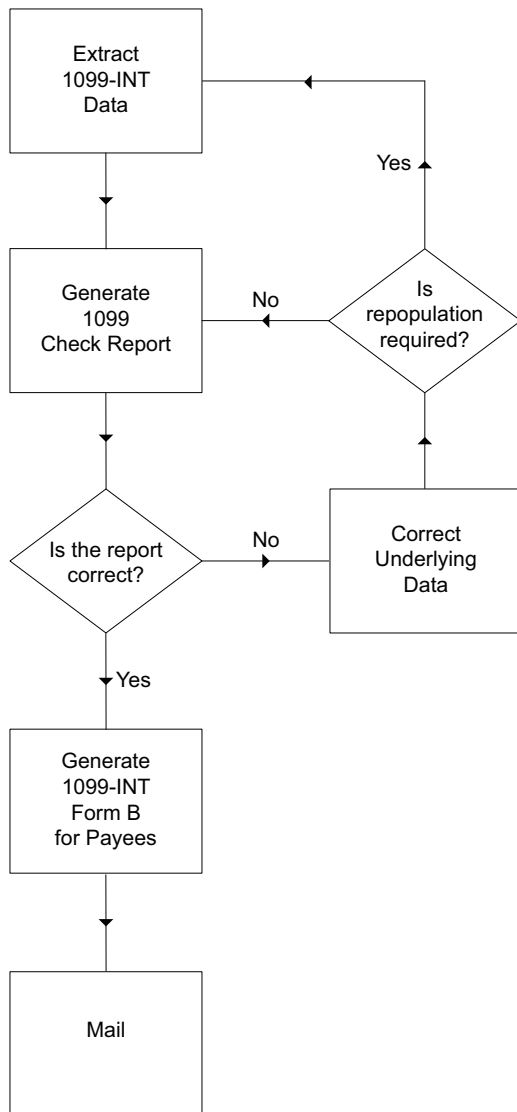 Extract
1099-INT
Data
Yes
Generate
1099
Check Report
No
Is
repopulation
required?
Is the report
correct?
No
Correct
Underlying
Data
Yes
Generate
1099-INT
Form B
for Payees
Mail